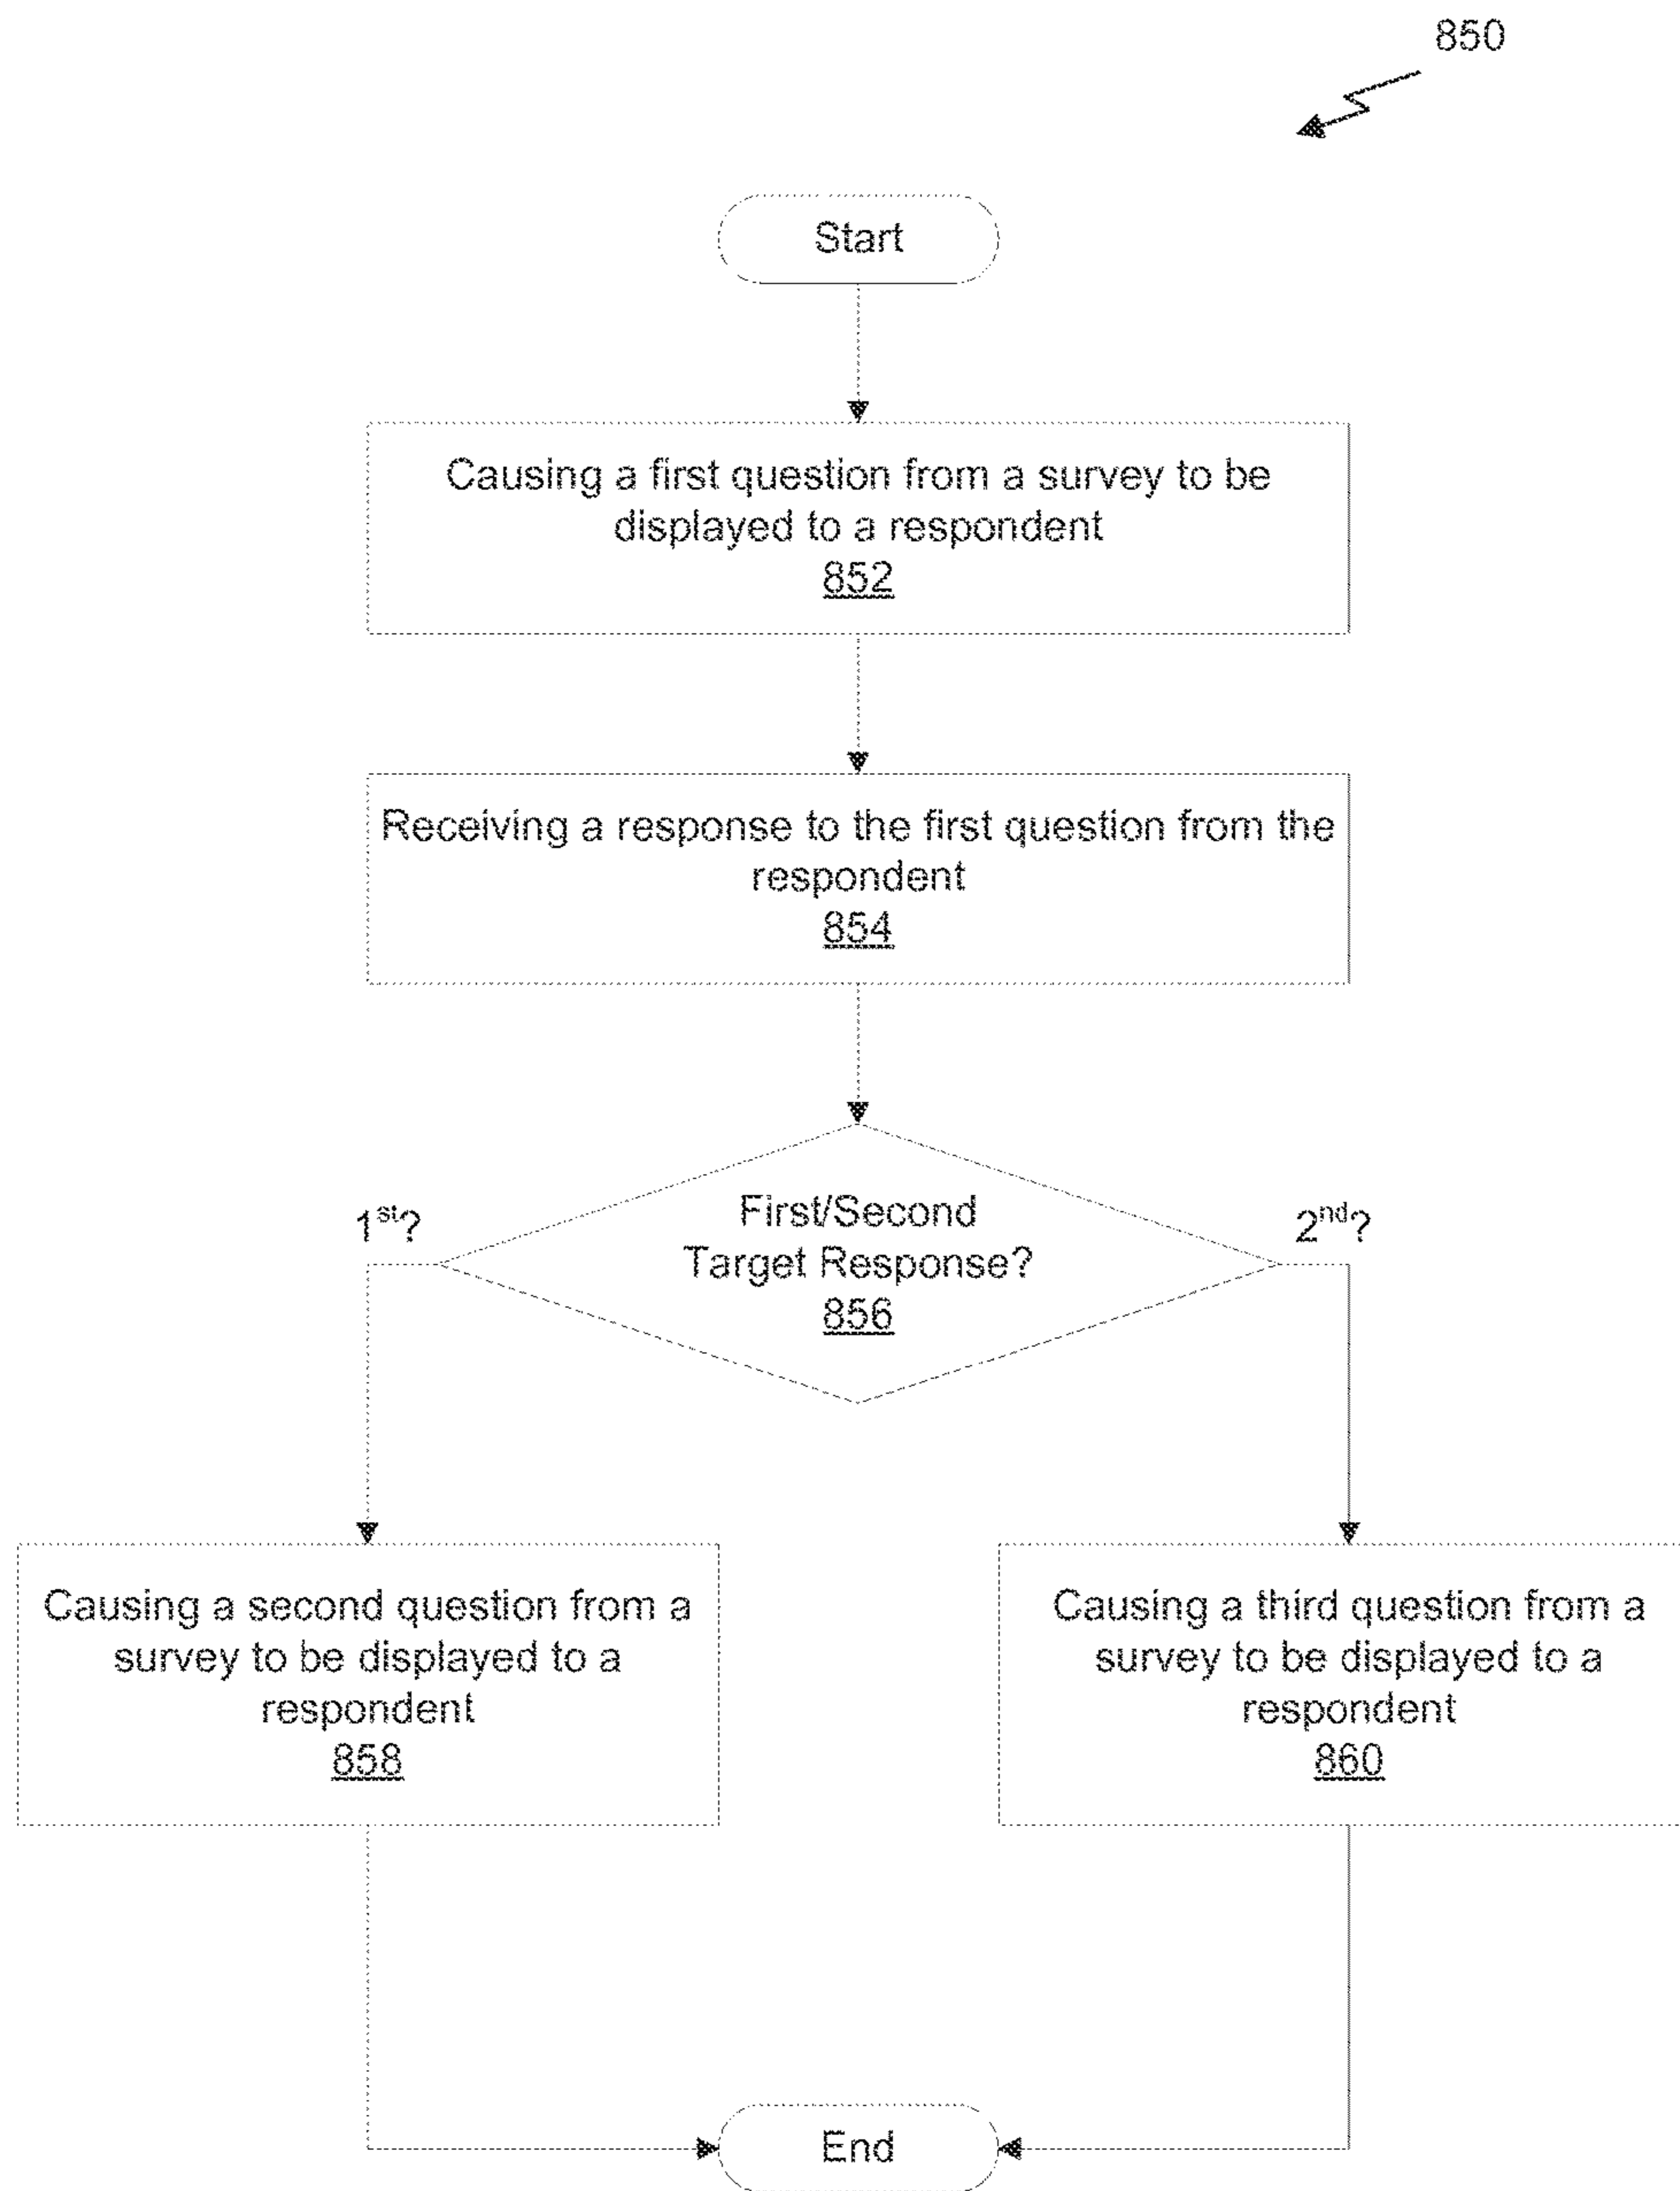 850
Start
Causing a first question from a survey to be
displayed to a respondent
852
Receiving a response to the first question from the
respondent
854
First/Second
Target Response?
856
1st?
2nd?
Causing a second question from a
survey to be displayed to a
respondent
858
Causing a third question from a
survey to be displayed to a
respondent
860
End